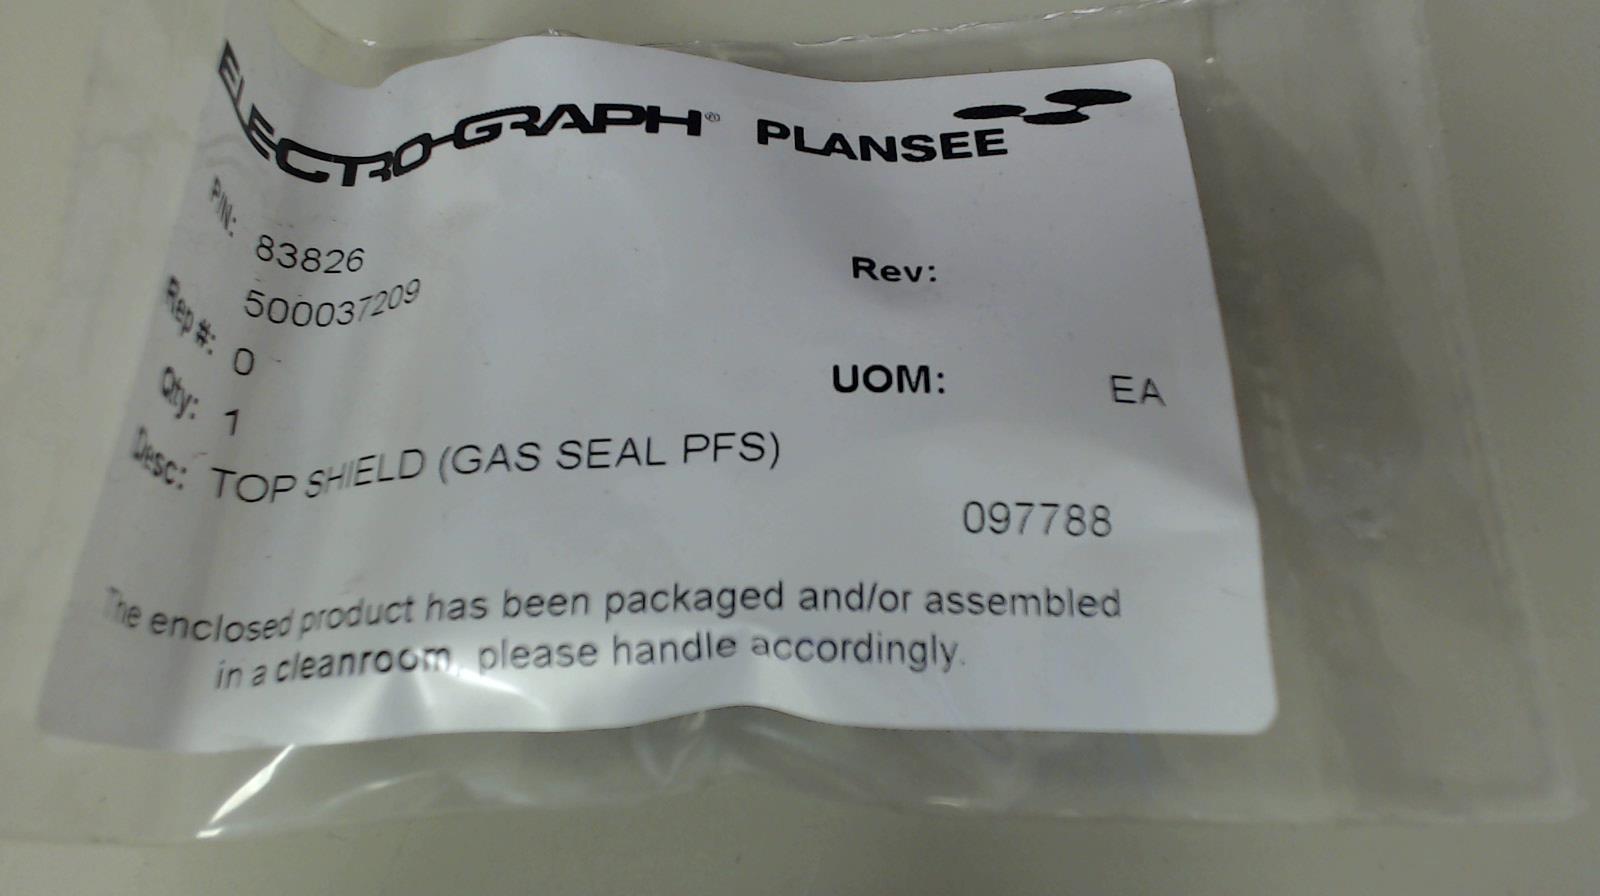 ELECTRO-GRAPH® PLANSEE
P/N: 83826 Rev:
500037209
Rep #: 0 UOM: EA
Qty: 1
Desc: TOP SHIELD (GAS SEAL PFS)
097788
The enclosed product has been packaged and/or assembled
in a cleanroom, please handle accordingly.